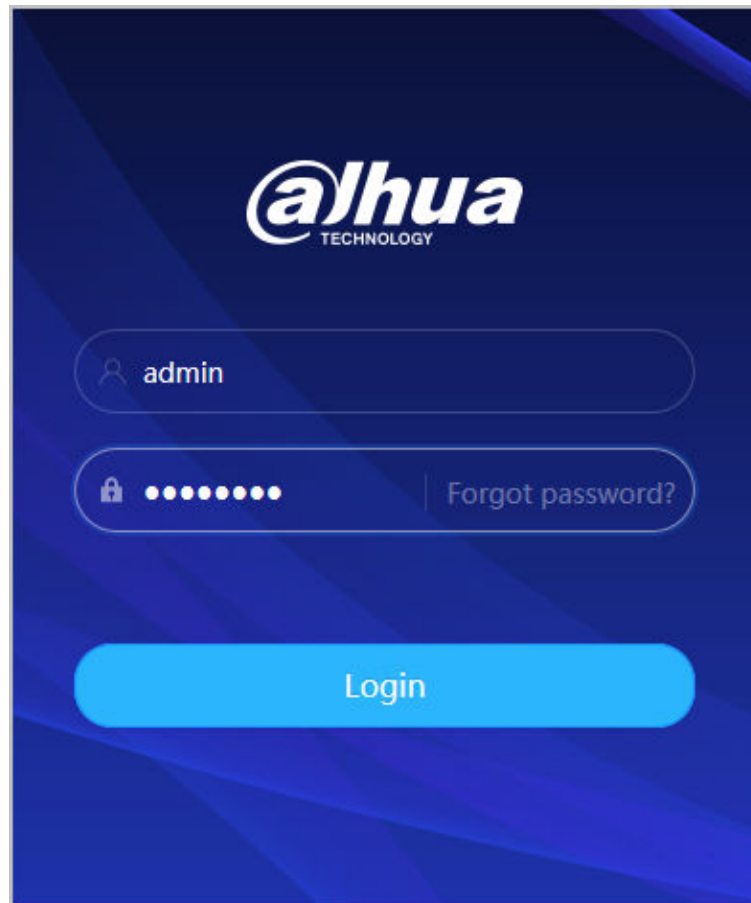 alhua
TECHNOLOGY
admin
••••••••
Forgot password?
Login